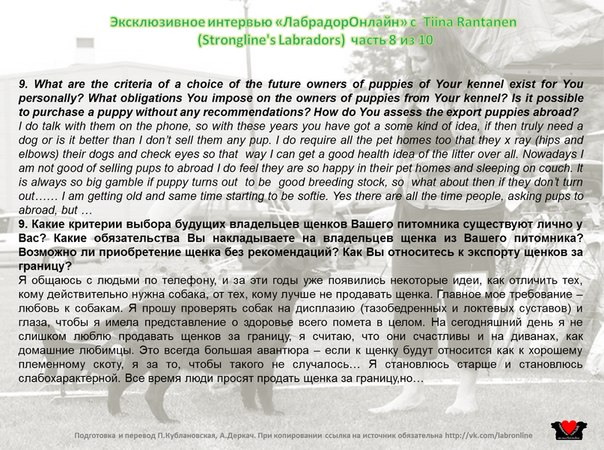 Эксклюзивное интервью «ЛабрадорОнлайн» с Tiina Rantanen
(Strongline's Labradors) часть 8 из 10
9. What are the criteria of a choice of the future owners of puppies of Your kennel exist for You
personally? What obligations You impose on the owners of puppies from Your kennel? Is it possible
to purchase a puppy without any recommendations? How do You assess the export puppies abroad?
I do talk with them on the phone, so with these years you have got a some kind of idea, if then truly need a
dog or is it better than I don't sell them any pup. I do require all the pet homes too that they x ray (hips and
elbows) their dogs and check eyes so that way I can get a good health idea of the litter over all. Nowadays I
am not good of selling pups to abroad I do feel they are so happy in their pet homes and sleeping on couch. It
is always so big gamble if puppy turns out to be good breeding stock, so what about then if they don't turn
out…… I am getting old and same time starting to be softie. Yes there are all the time people, asking pups to
abroad, but …
9. Какие критерии выбора будущих владельцев щенков Вашего питомника существуют лично у
Вас? Какие обязательства Вы накладываете на владельцев щенка из Вашего питомника?
Возможно ли приобретение щенка без рекомендаций? Как Вы относитесь к экспорту щенков за
границу?
Я общаюсь с людьми по телефону, и за эти годы уже появились некоторые идеи, как отличить тех,
кому действительно нужна собака, от тех, кому лучше не продавать щенка. Главное мое требование –
любовь к собакам. Я прошу проверять собак на дисплазию (тазобедренных и локтевых суставов) и
глаза, чтобы я имела представление о здоровье всего помета в целом. На сегодняшний день я не
слишком люблю продавать щенков за границу, я считаю, что они счастливы и на диванах, как
домашние любимцы. Это всегда большая авантюра – если к щенку будут относится как к хорошему
племенному скоту, я за то, чтобы такого не случалось… Я становлюсь старше и становлюсь
слабохарактерной. Все время люди просят продать щенка за границу,но…
Подготовка и перевод П.Кублановская, А.Деркач. При копировании ссылка на источник обязательна http://vk.com/labronline